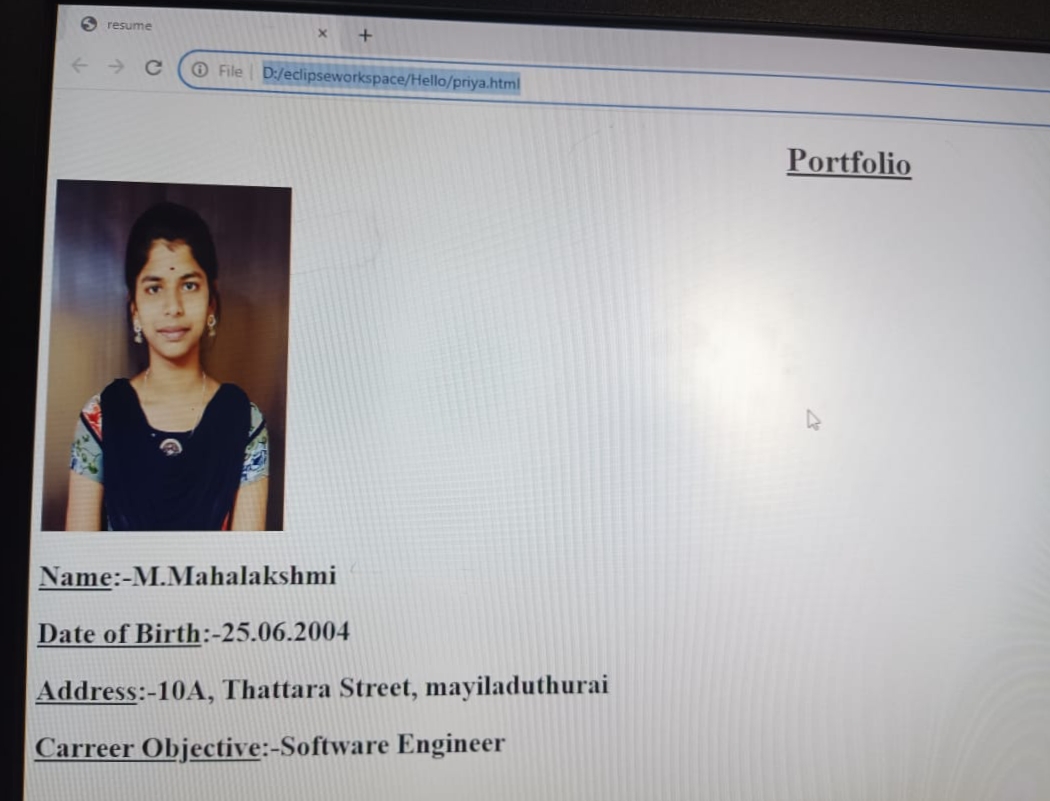 resume
File D:/eclipseworkspace/Hello/priya.html
Portfolio
Name:-M.Mahalakshmi
Date of Birth:-25.06.2004
Address:-10A, Thattara Street, mayiladuthurai
Carreer Objective:-Software Engineer